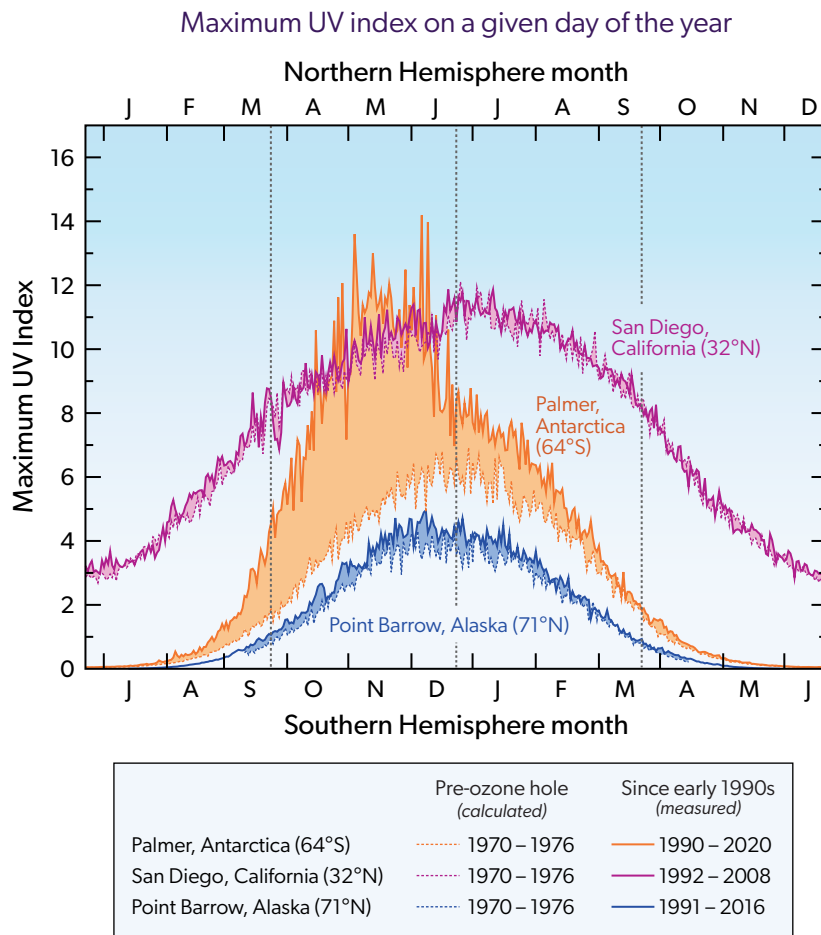 Maximum UV index on a given day of the year
Northern Hemisphere month
J F M A M J J A S O N D
16
14
12
10
8
6
4
2
0
Maximum UV Index
San Diego,
California (32°N)
Palmer,
Antarctica
(64°S)
Point Barrow, Alaska (71°N)
J A S O N D J F M A M J
Southern Hemisphere month
Pre-ozone hole Since early 1990s
(calculated) (measured)
Palmer, Antarctica (64°S) 1970 – 1976 1990 – 2020
San Diego, California (32°N) 1970 – 1976 1992 – 2008
Point Barrow, Alaska (71°N) 1970 – 1976 1991 – 2016